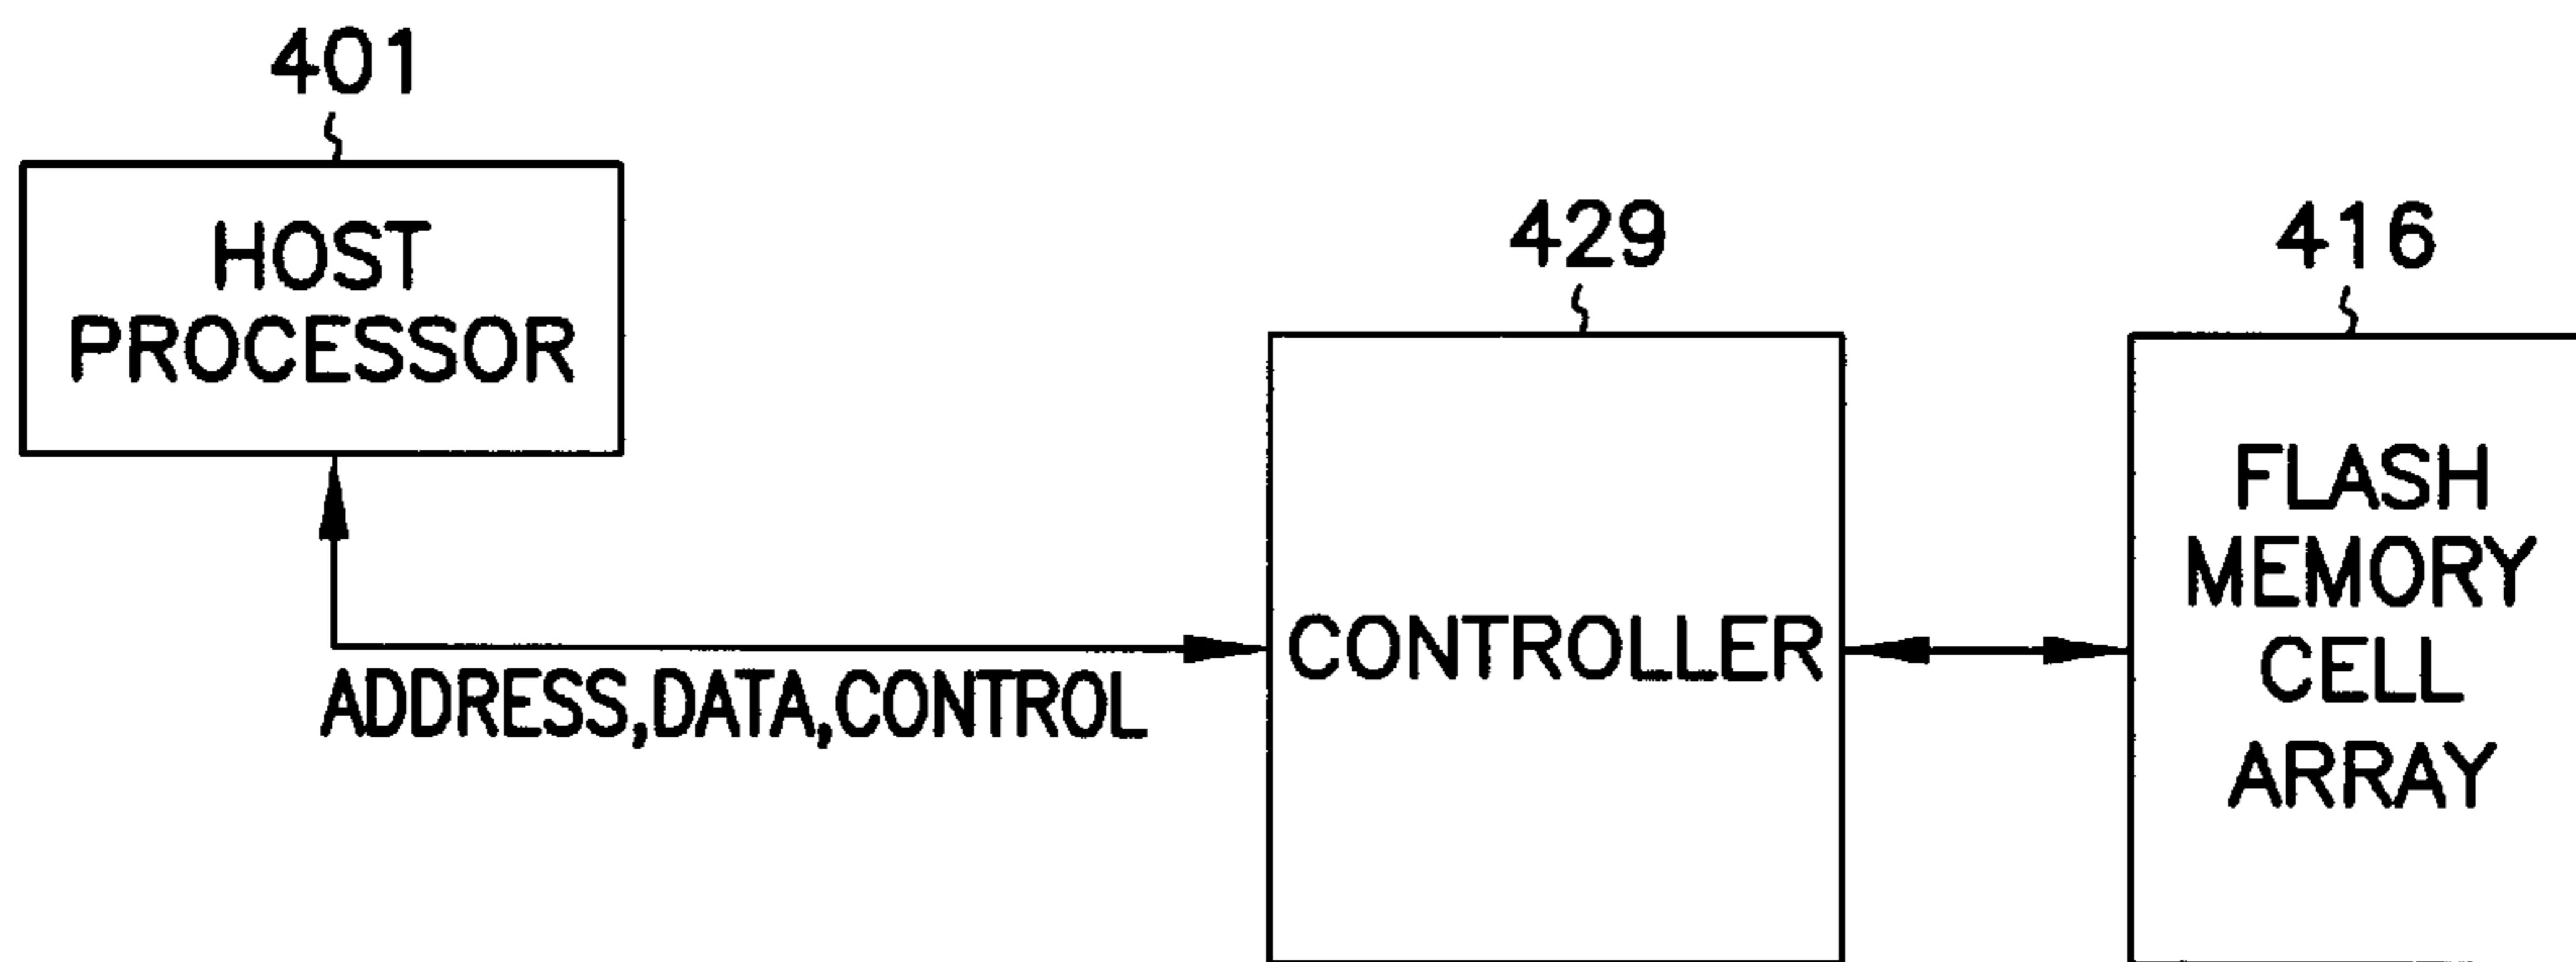 401
HOST
PROCESSOR
429
416
ADDRESS,DATA,CONTROL
CONTROLLER
FLASH
MEMORY
CELL
ARRAY